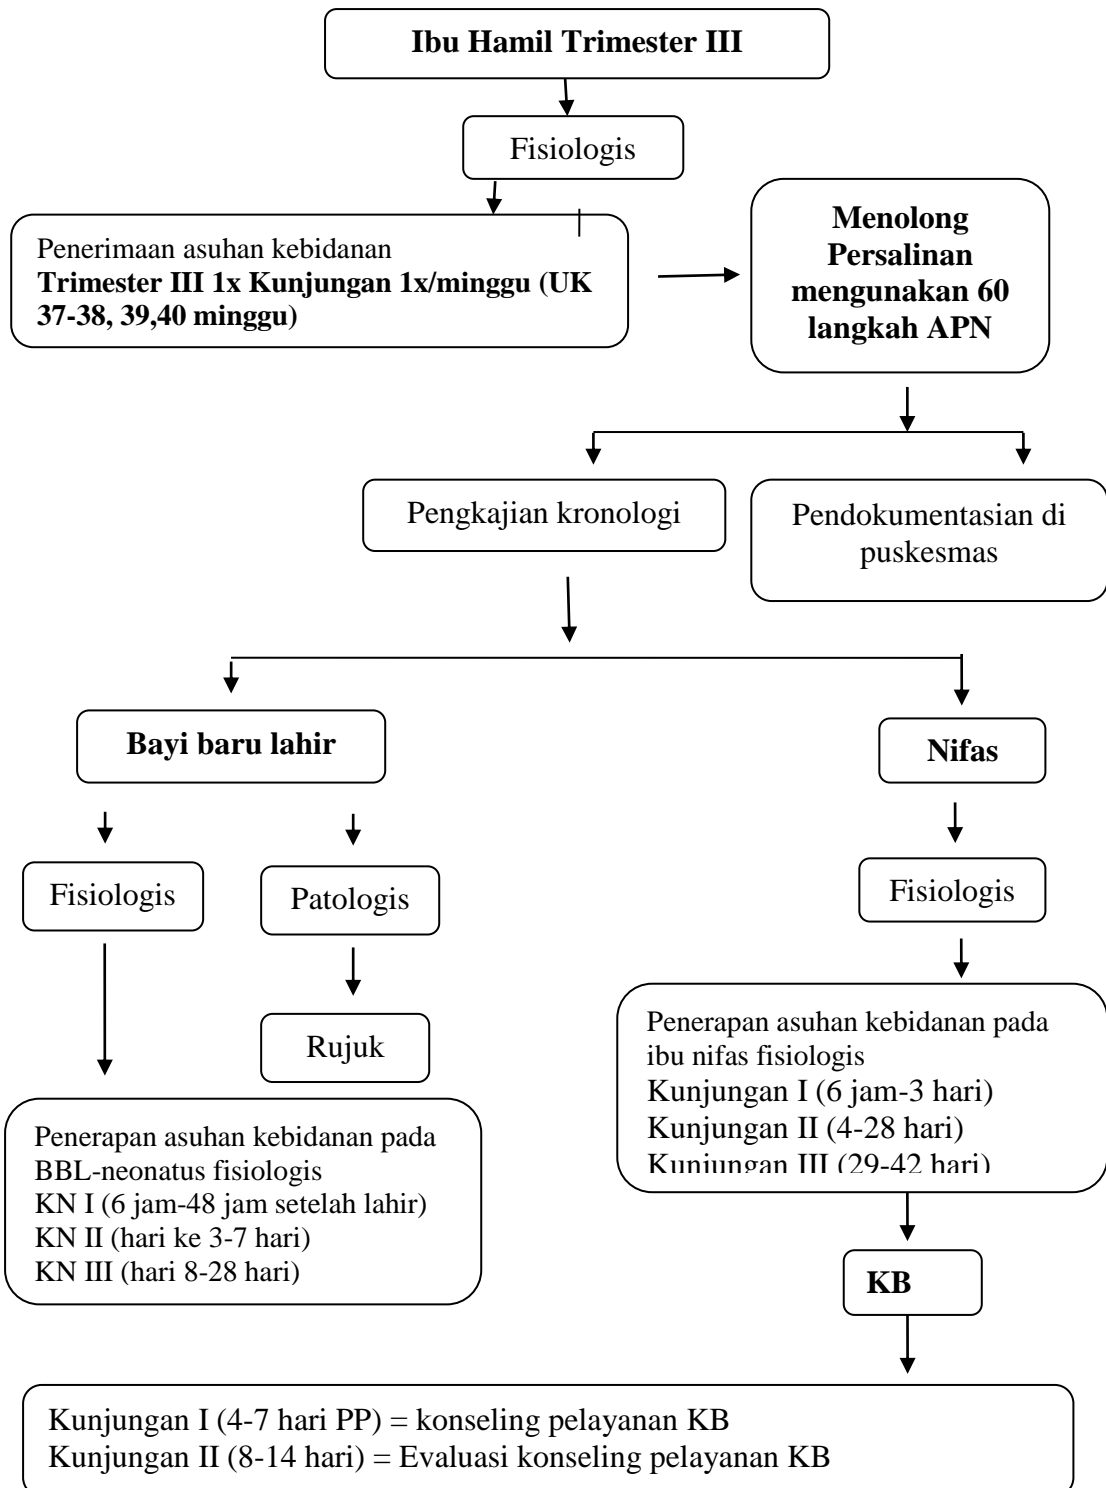 Ibu Hamil Trimester III
Fisiologis
Penerimaan asuhan kebidanan
Trimester III 1x Kunjungan 1x/minggu (UK
37-38, 39,40 minggu)
Menolong
Persalinan
mengunakan 60
langkah APN
Pengkajian kronologi
Pendokumentasian di
puskesmas
Bayi baru lahir
Nifas
Fisiologis
Patologis
Fisiologis
Rujuk
Penerapan asuhan kebidanan pada
ibu nifas fisiologis
Kunjungan I (6 jam-3 hari)
Kunjungan II (4-28 hari)
Kunjungan III (29-42 hari)
Penerapan asuhan kebidanan pada
BBL-neonatus fisiologis
KN I (6 jam-48 jam setelah lahir)
KN II (hari ke 3-7 hari)
KN III (hari 8-28 hari)
KB
Kunjungan I (4-7 hari PP) = konseling pelayanan KB
Kunjungan II (8-14 hari) = Evaluasi konseling pelayanan KB